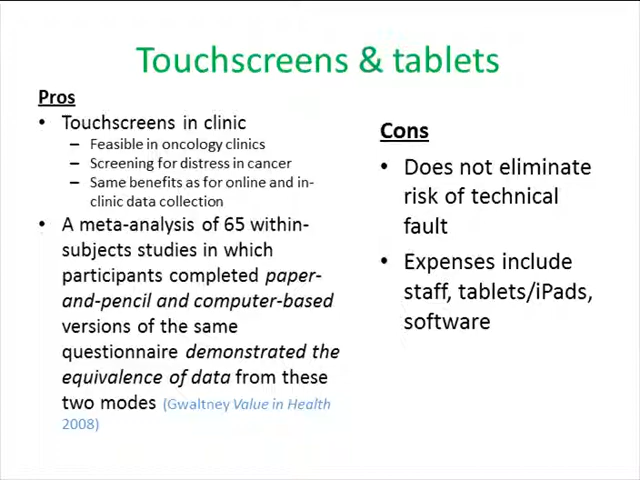 Touchscreens & tablets
Pros
• Touchscreens in clinic
– Feasible in oncology clinics
– Screening for distress in cancer
– Same benefits as for online and in-
clinic data collection
• A meta-analysis of 65 within-
subjects studies in which
participants completed paper-
and-pencil and computer-based
versions of the same
questionnaire demonstrated the
equivalence of data from these
two modes (Gwaltney Value in Health
2008)
Cons
• Does not eliminate
risk of technical
fault
• Expenses include
staff, tablets/iPads,
software